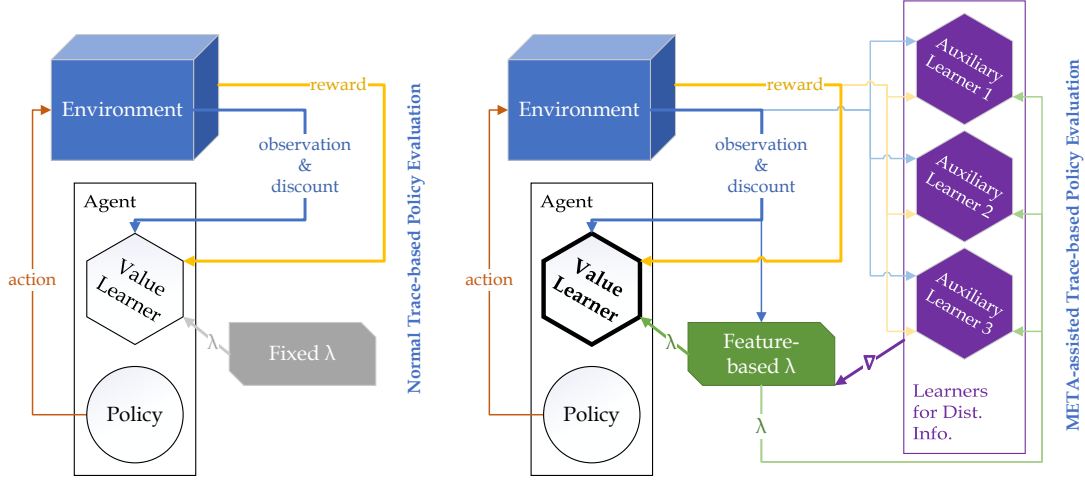 Environment
reward
observation
&
discount
Agent
Value
Learner
action
λ
Fixed λ
Policy
Normal Trace-based Policy Evaluation
Environment
reward
observation
&
discount
Agent
Value
Learner
action
λ
Feature-
based λ
∇
λ
Policy
Auxiliary
Learner 1
Auxiliary
Learner 2
Auxiliary
Learner 3
Learners
for Dist.
Info.
META-assisted Trace-based Policy Evaluation